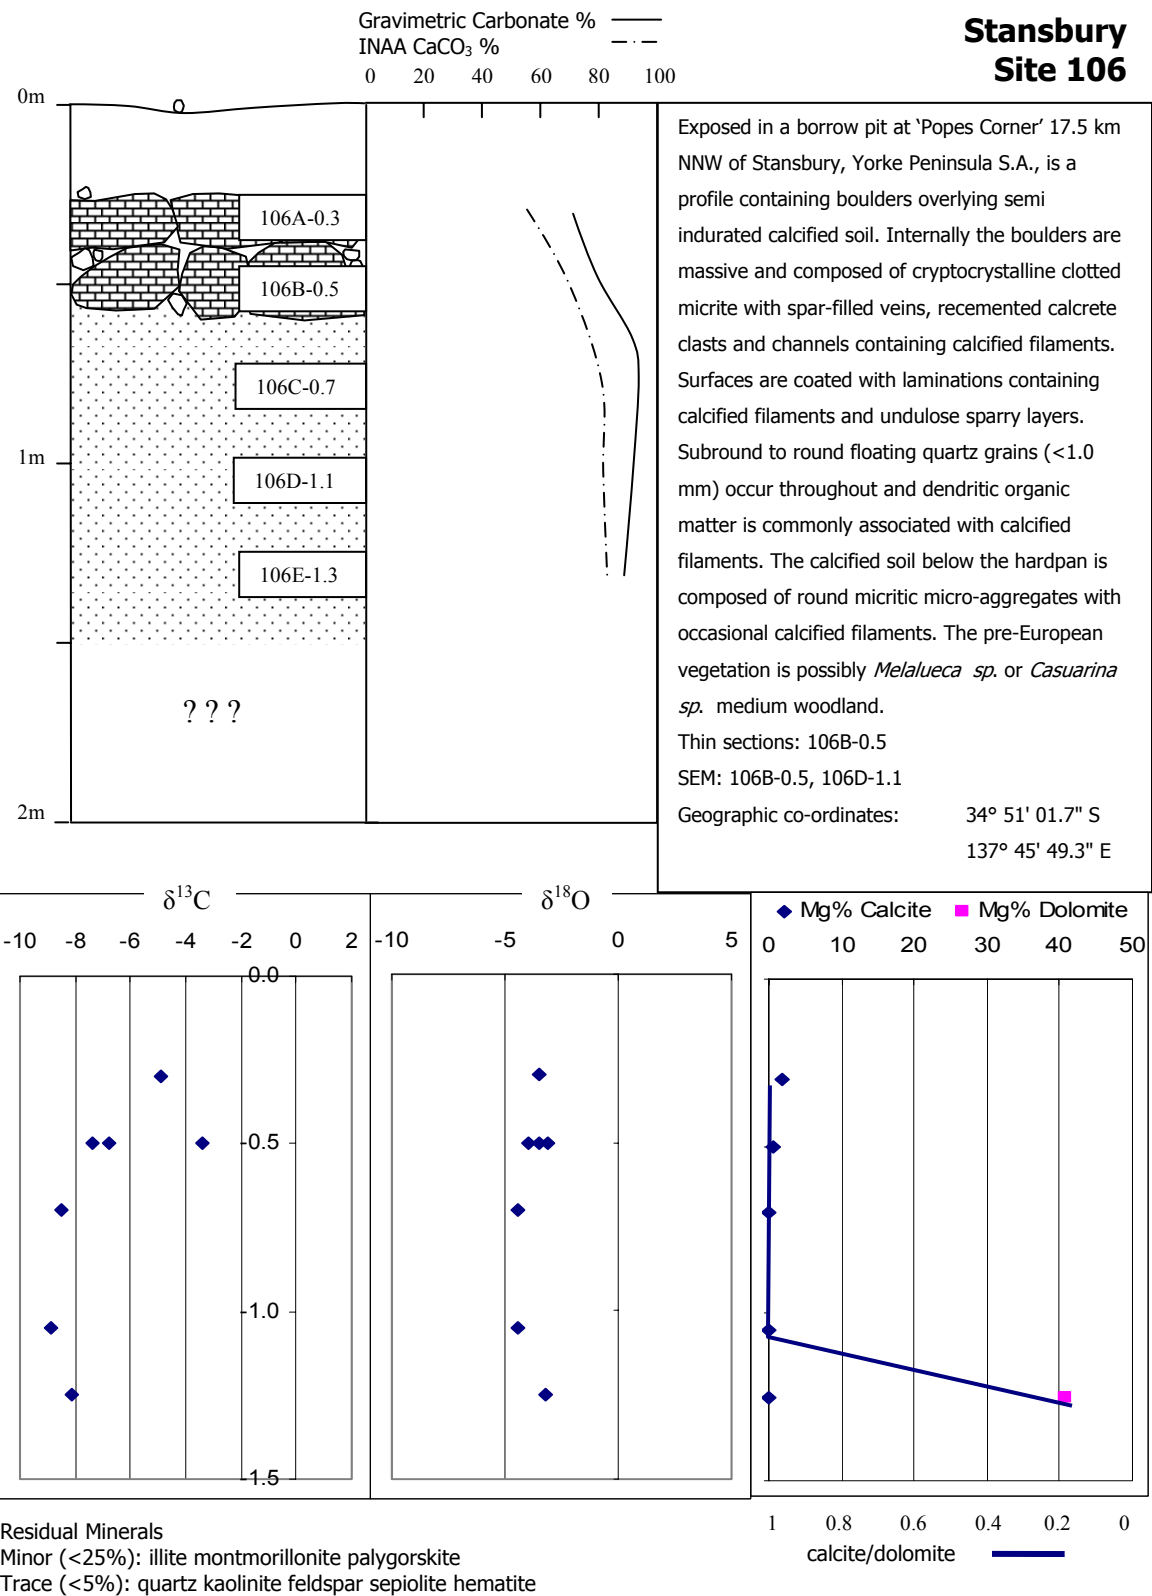 Gravimetric Carbonate %
INAA CaCO₃ %
Stansbury
Site 106
0 20 40 60 80 100
0m
1m
2m
106A-0.3
106B-0.5
106C-0.7
106D-1.1
106E-1.3
? ? ?
Exposed in a borrow pit at ‘Popes Corner’ 17.5 km
NNW of Stansbury, Yorke Peninsula S.A., is a
profile containing boulders overlying semi
indurated calcified soil. Internally the boulders are
massive and composed of cryptocrystalline clotted
micrite with spar-filled veins, recemented calcrete
clasts and channels containing calcified filaments.
Surfaces are coated with laminations containing
calcified filaments and undulose sparry layers.
Subround to round floating quartz grains (<1.0
mm) occur throughout and dendritic organic
matter is commonly associated with calcified
filaments. The calcified soil below the hardpan is
composed of round micritic micro-aggregates with
occasional calcified filaments. The pre-European
vegetation is possibly Melalueca sp. or Casuarina
sp. medium woodland.
Thin sections: 106B-0.5
SEM: 106B-0.5, 106D-1.1
Geographic co-ordinates: 34° 51' 01.7" S
137° 45' 49.3" E
δ¹³C
-10 -8 -6 -4 -2 0 2
0.0
-0.5
-1.0
-1.5
δ¹⁸O
-10 -5 0 5
Mg% Calcite Mg% Dolomite
0 10 20 30 40 50
1 0.8 0.6 0.4 0.2 0
calcite/dolomite
Residual Minerals
Minor (<25%): illite montmorillonite palygorskite
Trace (<5%): quartz kaolinite feldspar sepiolite hematite